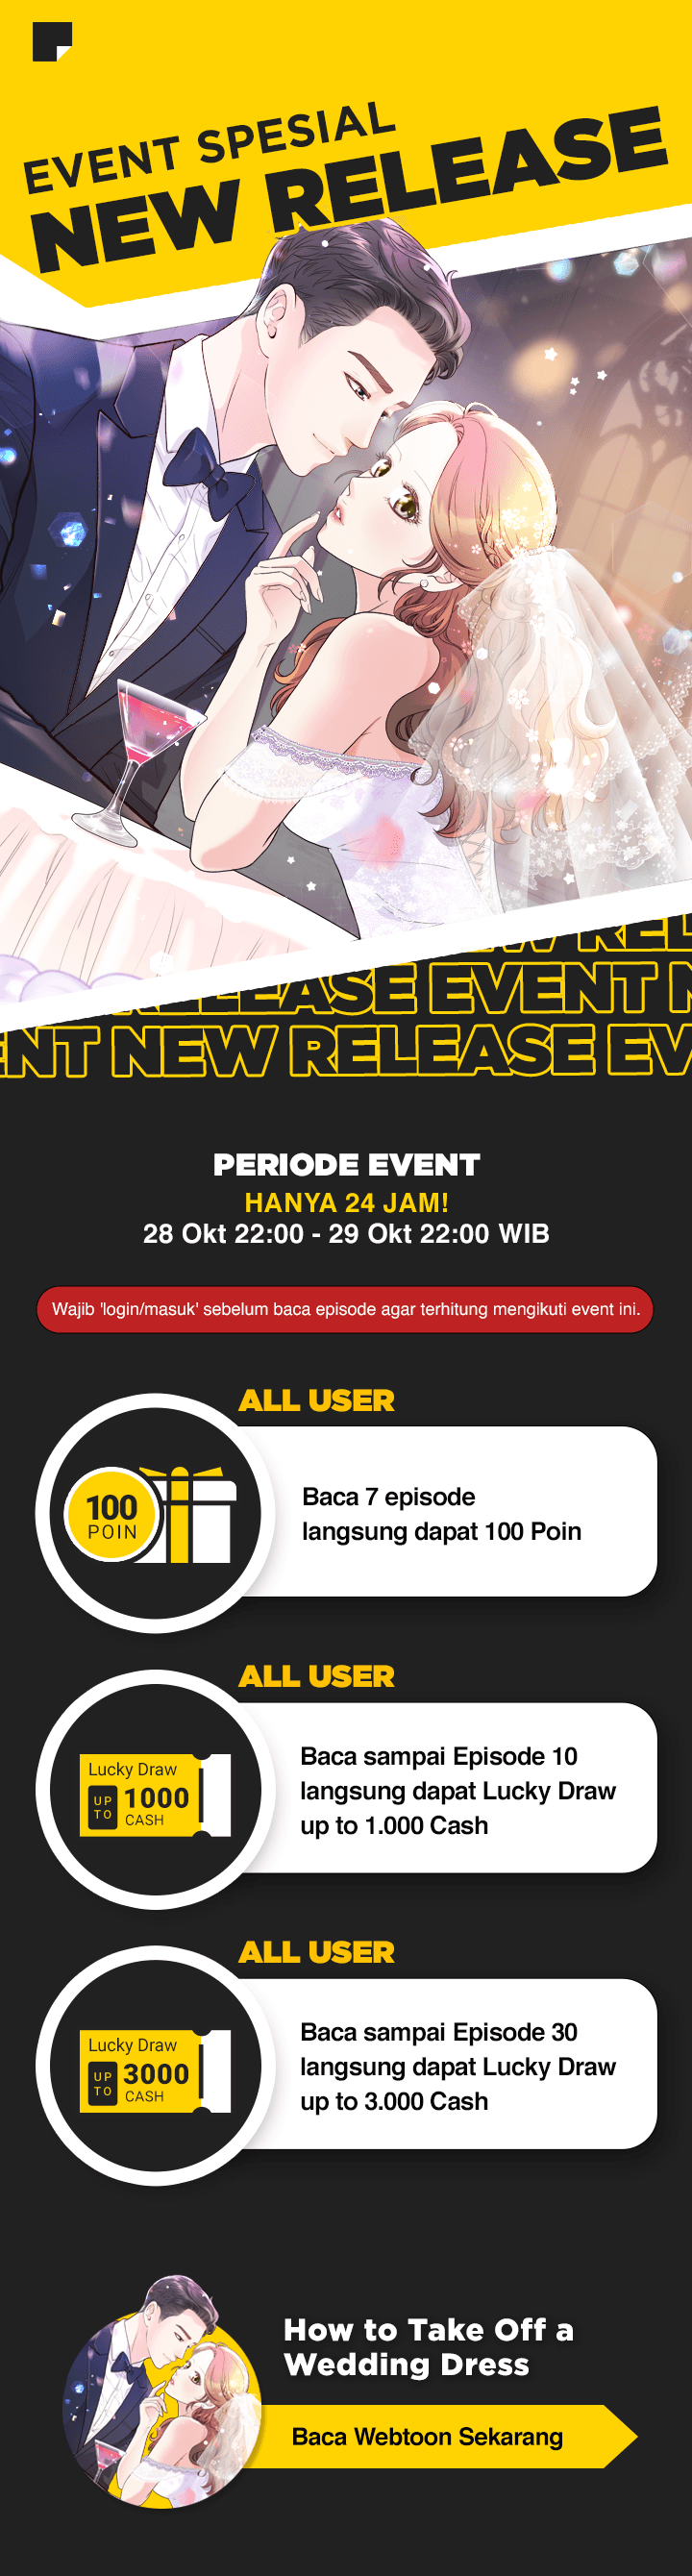 EVENT SPESIAL
NEW RELEASE
W REL
RELEASE EVENT N
ENT NEW RELEASE EV
PERIODE EVENT
HANYA 24 JAM!
28 Okt 22:00 - 29 Okt 22:00 WIB
Wajib 'login/masuk' sebelum baca episode agar terhitung mengikuti event ini.
ALL USER
100
POIN
Baca 7 episode
langsung dapat 100 Poin
ALL USER
Lucky Draw
UP TO 1000
CASH
Baca sampai Episode 10
langsung dapat Lucky Draw
up to 1.000 Cash
ALL USER
Lucky Draw
UP TO 3000
CASH
Baca sampai Episode 30
langsung dapat Lucky Draw
up to 3.000 Cash
How to Take Off a
Wedding Dress
Baca Webtoon Sekarang